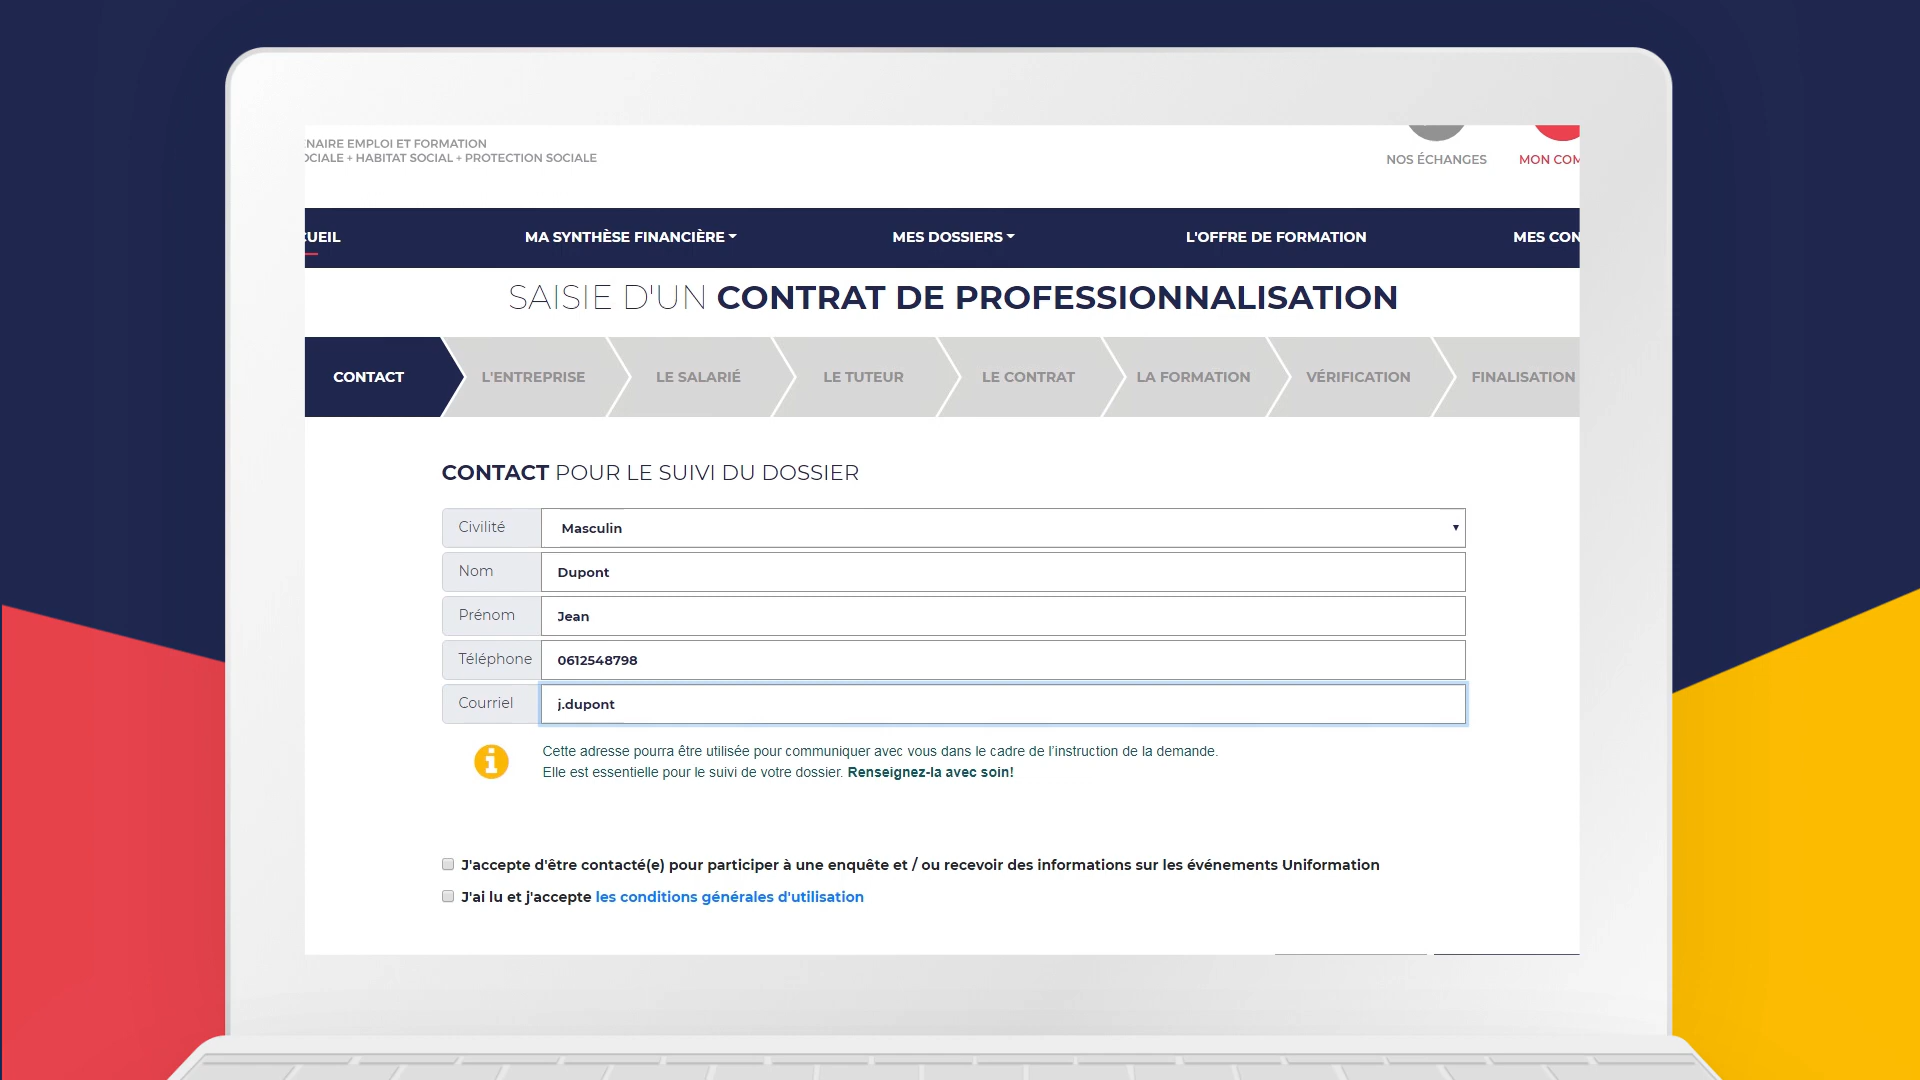 NAIRE EMPLOI ET FORMATION
OCIALE + HABITAT SOCIAL + PROTECTION SOCIALE
NOS ÉCHANGES
MON COM
CUEIL
MA SYNTHÈSE FINANCIÈRE
MES DOSSIERS
L'OFFRE DE FORMATION
MES CON
SAISIE D'UN CONTRAT DE PROFESSIONNALISATION
CONTACT
L'ENTREPRISE
LE SALARIÉ
LE TUTEUR
LE CONTRAT
LA FORMATION
VÉRIFICATION
FINALISATION
CONTACT POUR LE SUIVI DU DOSSIER
Civilité Masculin
Nom Dupont
Prénom Jean
Téléphone 0612548798
Courriel j.dupont
Cette adresse pourra être utilisée pour communiquer avec vous dans le cadre de l'instruction de la demande.
Elle est essentielle pour le suivi de votre dossier. Renseignez-la avec soin!
J'accepte d'être contacté(e) pour participer à une enquête et / ou recevoir des informations sur les événements Uniformation
J'ai lu et j'accepte les conditions générales d'utilisation